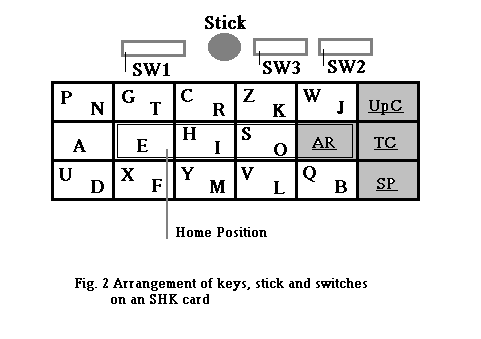 Stick
SW1 SW3 SW2
P N G T C R Z K W J UpC
A E H I S O AR TC
U D X F Y M V L Q B SP
Home Position
Fig. 2 Arrangement of keys, stick and switches
on an SHK card